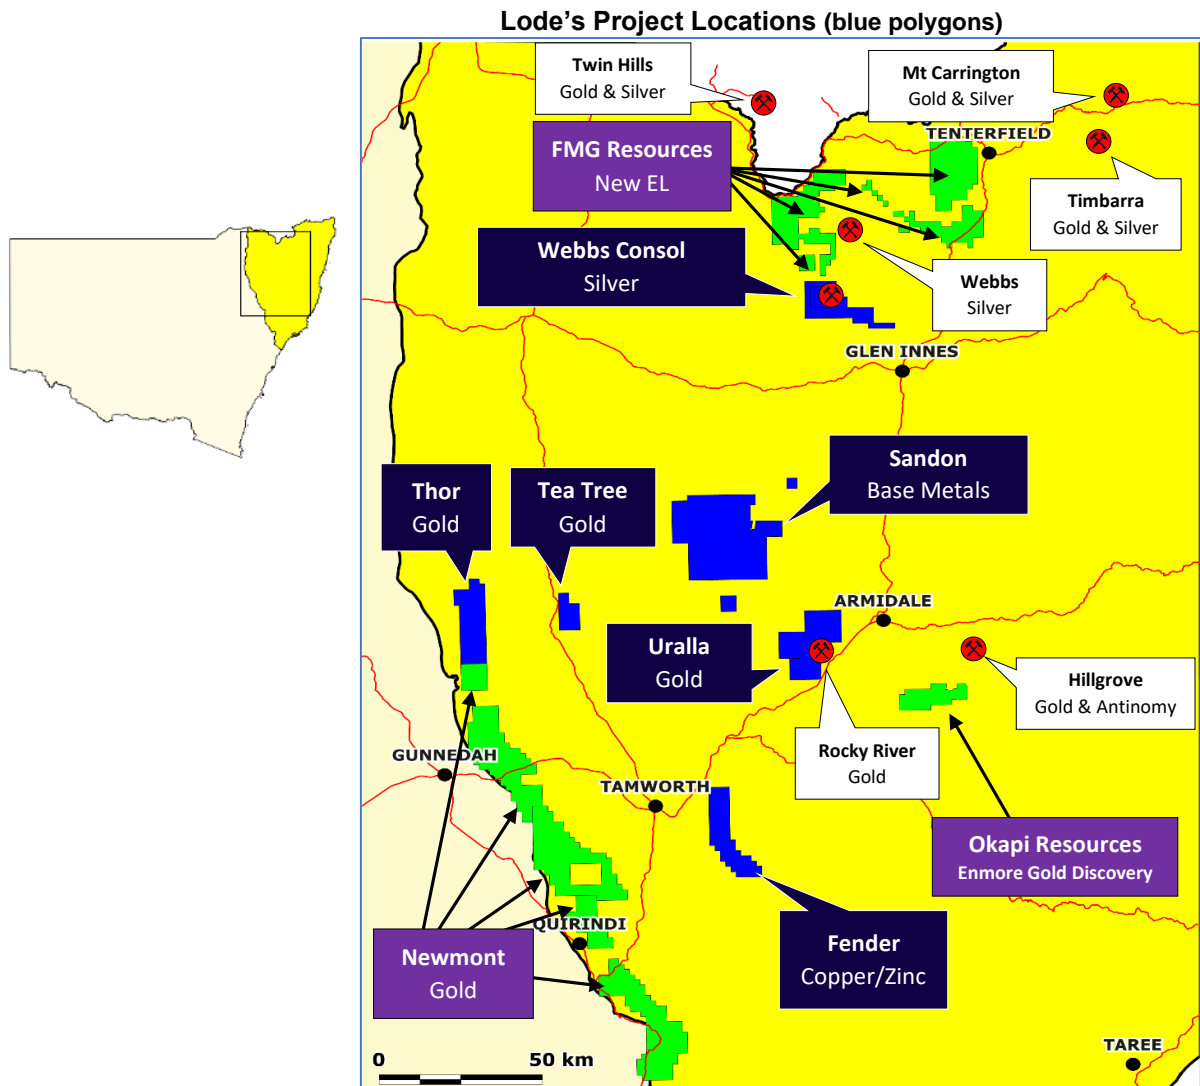 Lode's Project Locations (blue polygons)
Twin Hills
Gold & Silver
Mt Carrington
Gold & Silver
TENTERFIELD
FMG Resources
New EL
Timbarra
Gold & Silver
Webbs Consol
Silver
Webbs
Silver
GLEN INNES
Thor
Gold
Tea Tree
Gold
Sandon
Base Metals
ARMIDALE
Uralla
Gold
Hillgrove
Gold & Antinomy
Rocky River
Gold
GUNNEDAH
TAMWORTH
Okapi Resources
Enmore Gold Discovery
QUIRINDI
Newmont
Gold
Fender
Copper/Zinc
TAREE
0 50 km